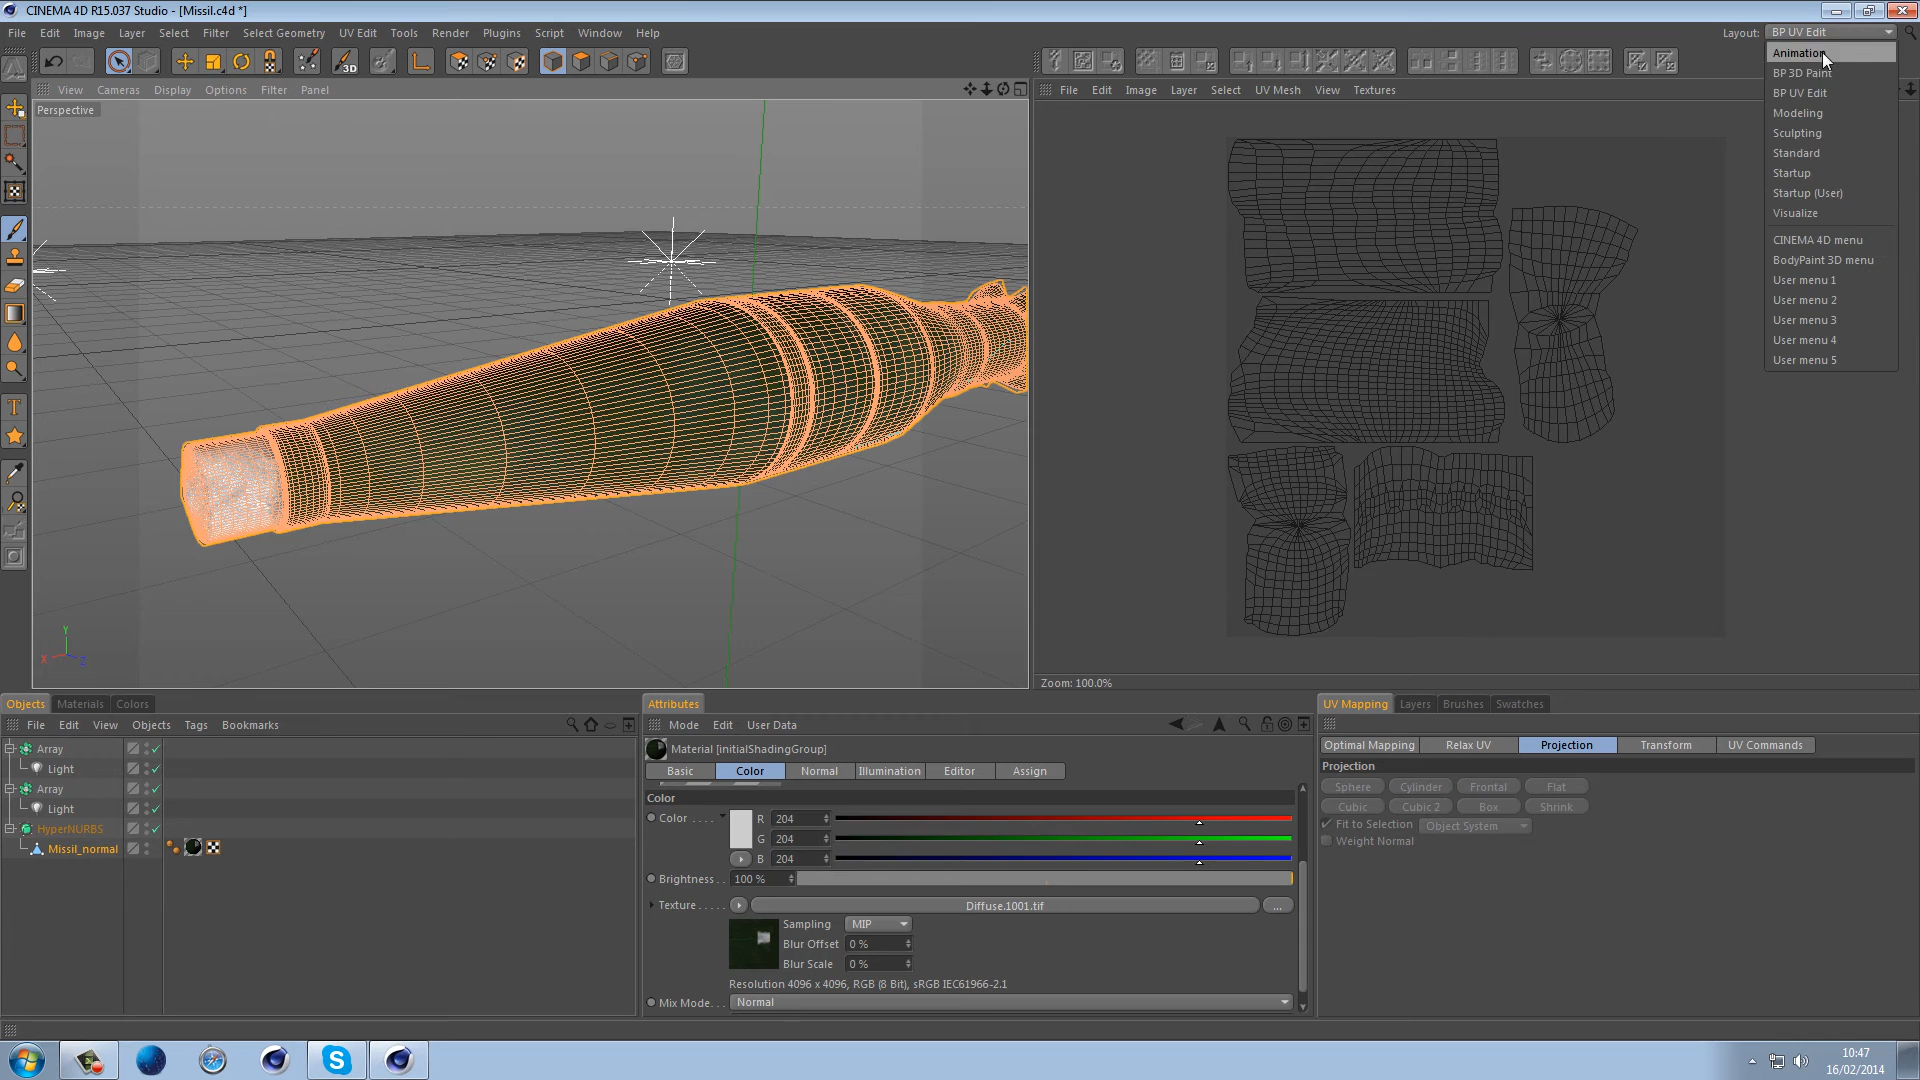 CINEMA 4D R15.037 Studio - [Missil.c4d *]
File Edit Image Layer Select Filter Select Geometry UV Edit Tools Render Plugins Script Window Help
Layout: BP UV Edit
Animation
BP 3D Paint
BP UV Edit
Modeling
Sculpting
Standard
Startup
Startup (User)
Visualize
CINEMA 4D menu
BodyPaint 3D menu
User menu 1
User menu 2
User menu 3
User menu 4
User menu 5
View Cameras Display Options Filter Panel
Perspective
Y
X
Z
File Edit Image Layer Select UV Mesh View Textures
Zoom: 100.0%
Objects Materials Colors
File Edit View Objects Tags Bookmarks
Array
Light
Array
Light
HyperNURBS
Missil_normal
Attributes
Mode Edit User Data
Material [initialShadingGroup]
Basic Color Normal Illumination Editor Assign
Color
Color . . . . R 204
G 204
B 204
Brightness . . 100 %
Texture . . . . . Diffuse.1001.tif ...
Sampling MIP
Blur Offset 0 %
Blur Scale 0 %
Resolution 4096 x 4096, RGB (8 Bit), sRGB IEC61966-2.1
Mix Mode. . . Normal
UV Mapping Layers Brushes Swatches
Optimal Mapping Relax UV Projection Transform UV Commands
Projection
Sphere Cylinder Frontal Flat
Cubic Cubic 2 Box Shrink
Fit to Selection Object System
Weight Normal
10:47
16/02/2014